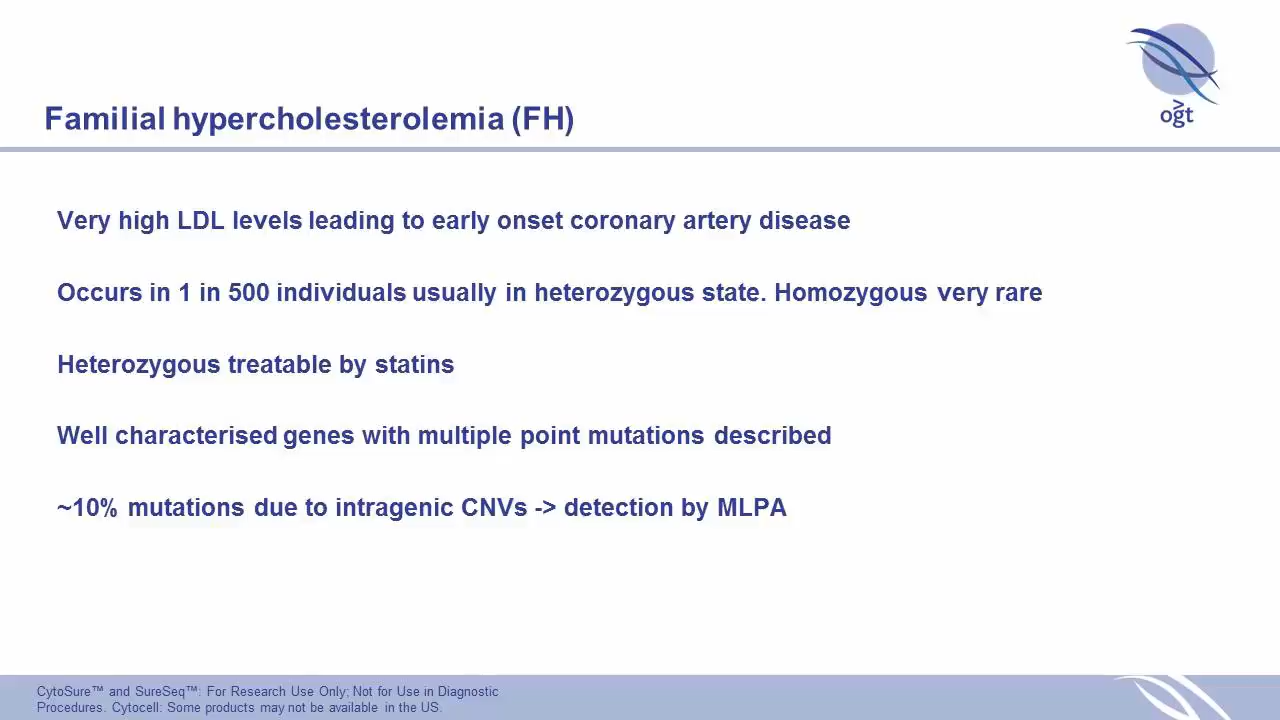 ogt
Familial hypercholesterolemia (FH)
Very high LDL levels leading to early onset coronary artery disease
Occurs in 1 in 500 individuals usually in heterozygous state. Homozygous very rare
Heterozygous treatable by statins
Well characterised genes with multiple point mutations described
~10% mutations due to intragenic CNVs -> detection by MLPA
CytoSure™ and SureSeq™: For Research Use Only; Not for Use in Diagnostic
Procedures. Cytocell: Some products may not be available in the US.